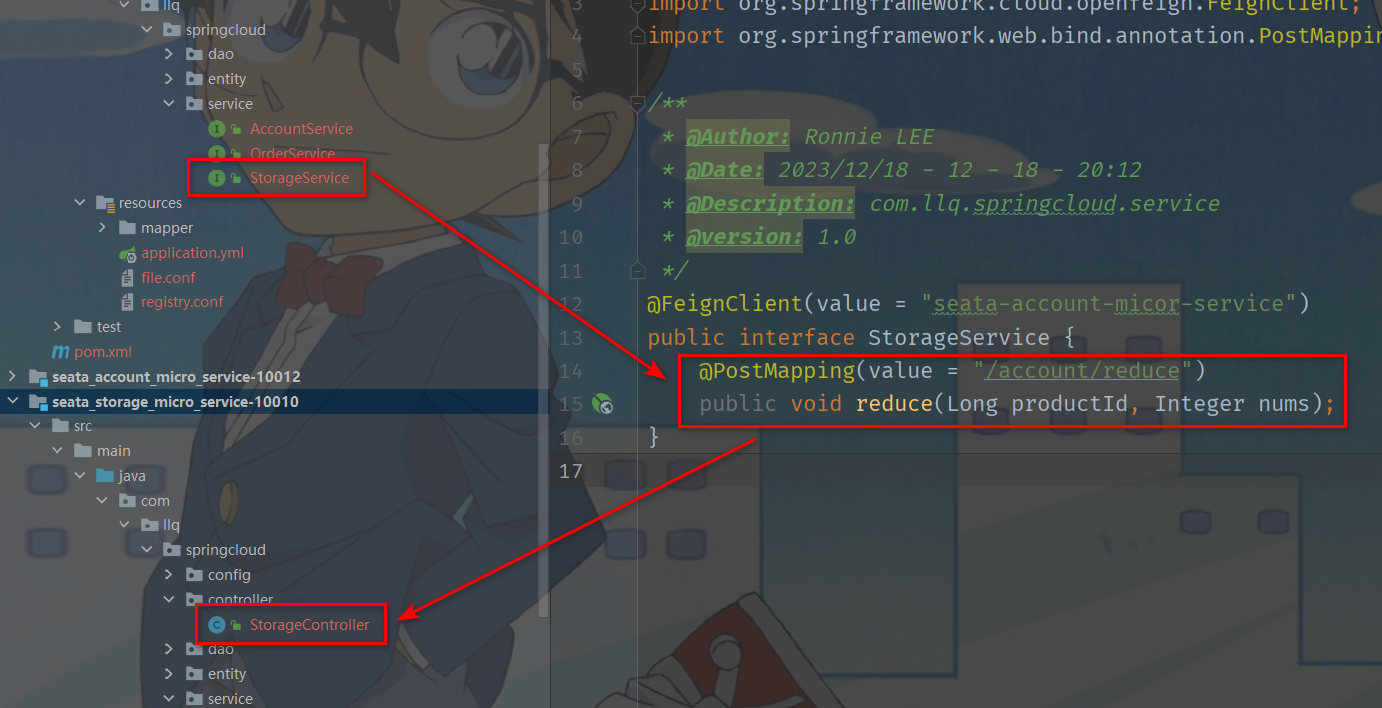 llq
springcloud
dao
entity
service
AccountService
OrderService
StorageService
resources
mapper
application.yml
file.conf
registry.conf
test
pom.xml
seata_account_micro_service-10012
seata_storage_micro_service-10010
src
main
java
com
llq
springcloud
config
controller
StorageController
dao
entity
service
3 import org.springframework.cloud.openfeign.FeignClient;
4 import org.springframework.web.bind.annotation.PostMappin
5
6 /**
7 * @Author: Ronnie LEE
8 * @Date: 2023/12/18 - 12 - 18 - 20:12
9 * @Description: com.llq.springcloud.service
10 * @version: 1.0
11 */
12 @FeignClient(value = "seata-account-micor-service")
13 public interface StorageService {
14 @PostMapping(value = "/account/reduce")
15 public void reduce(Long productId, Integer nums);
16 }
17